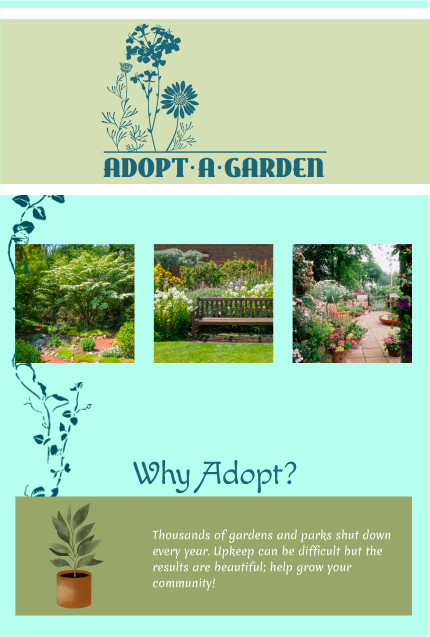 ADOPT·A·GARDEN
Why Adopt?
Thousands of gardens and parks shut down
every year. Upkeep can be difficult but the
results are beautiful; help grow your
community!